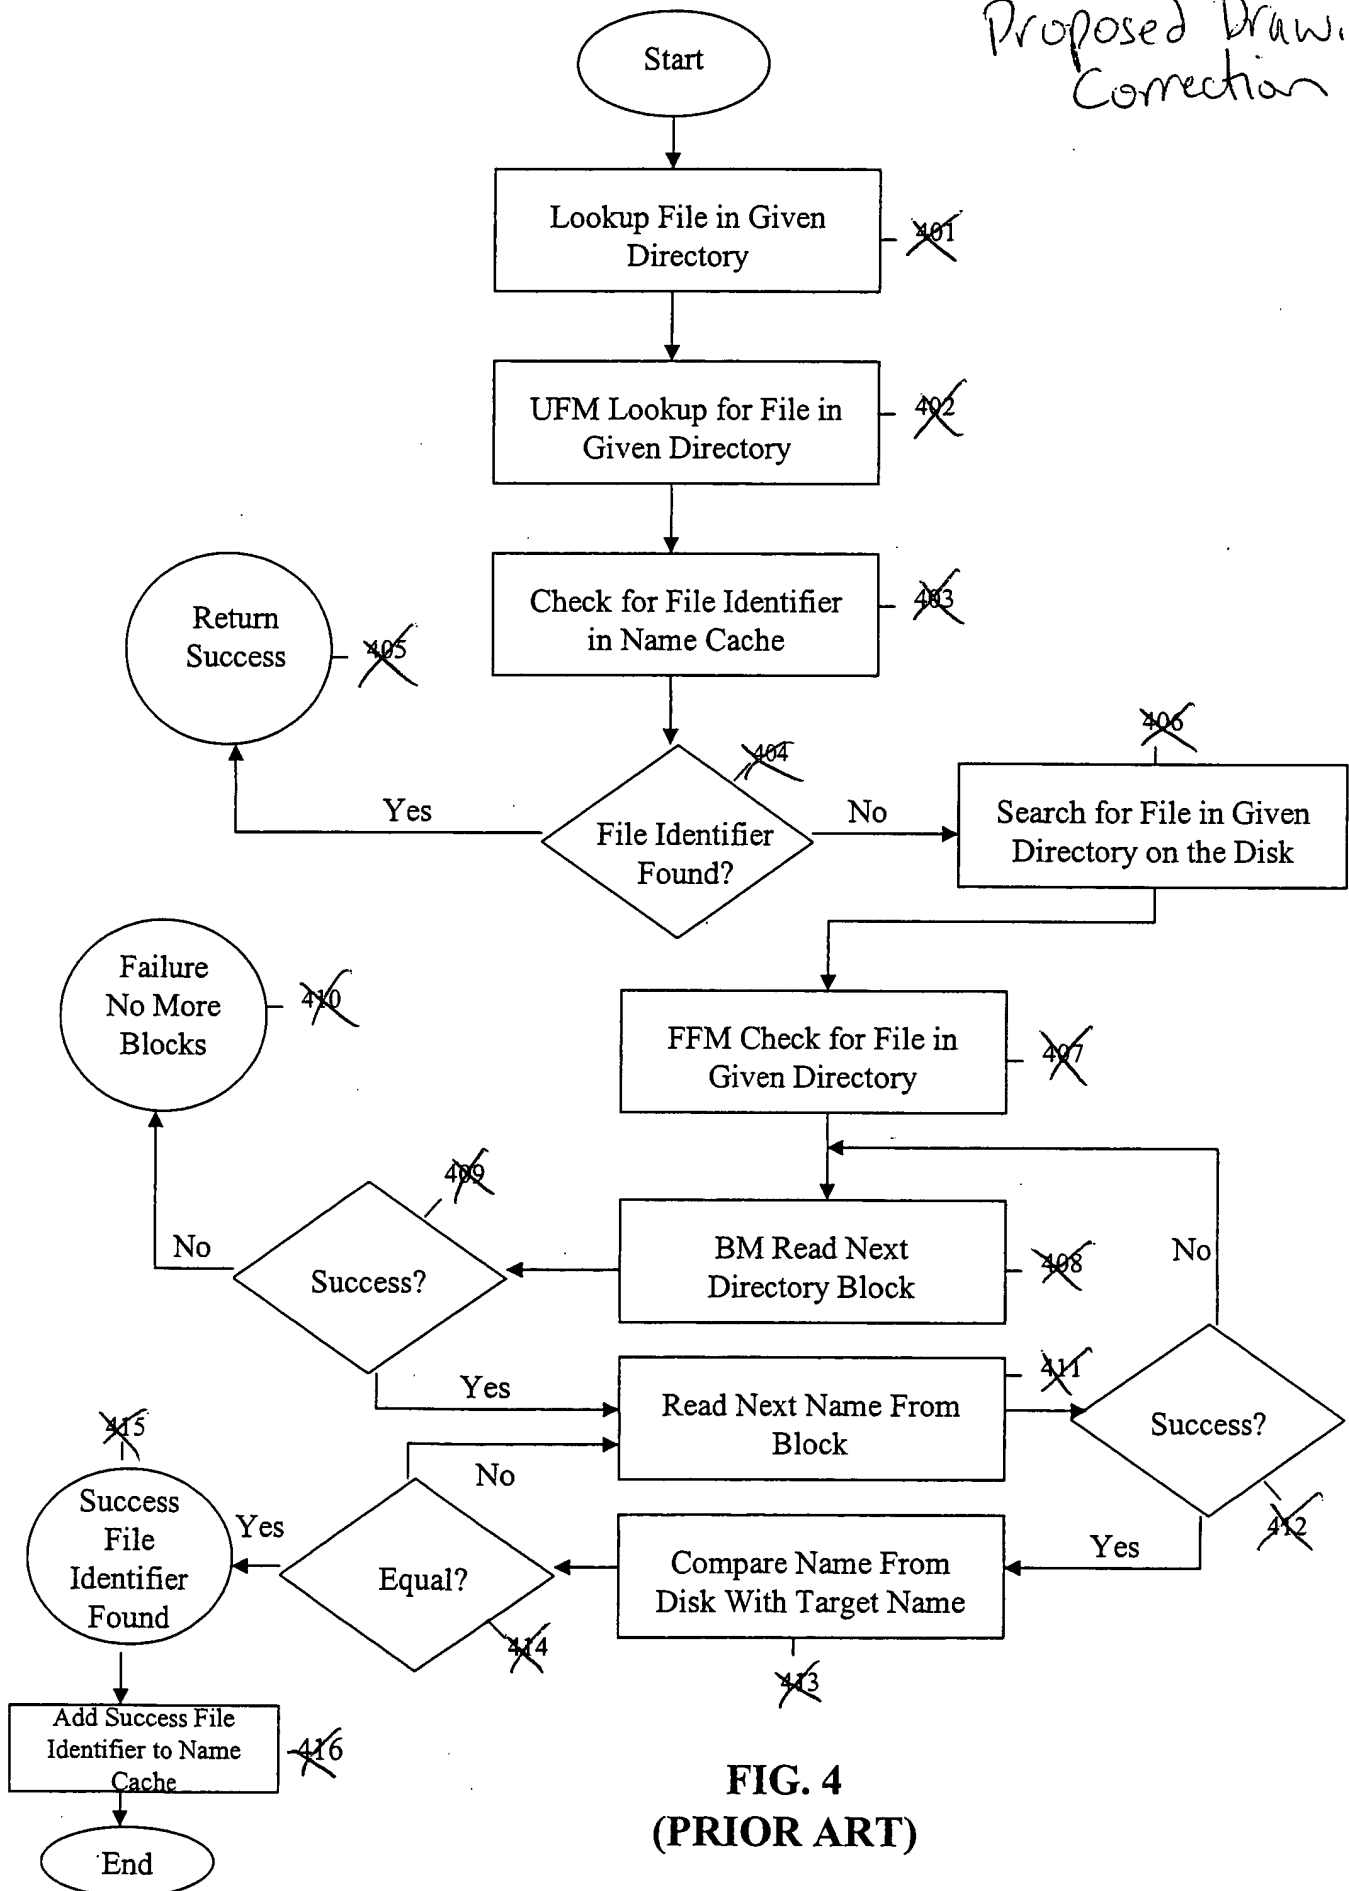 Proposed Draw.
Correction
Start
Lookup File in Given
Directory
401
UFM Lookup for File in
Given Directory
402
Check for File Identifier
in Name Cache
403
Return
Success
405
404
File Identifier
Found?
Yes
No
406
Search for File in Given
Directory on the Disk
Failure
No More
Blocks
410
FFM Check for File in
Given Directory
407
409
Success?
No
BM Read Next
Directory Block
408
No
Yes
Read Next Name From
Block
411
Success?
412
415
Success
File
Identifier
Found
Yes
No
Equal?
414
Compare Name From
Disk With Target Name
413
Yes
Add Success File
Identifier to Name
Cache
416
End
FIG. 4
(PRIOR ART)